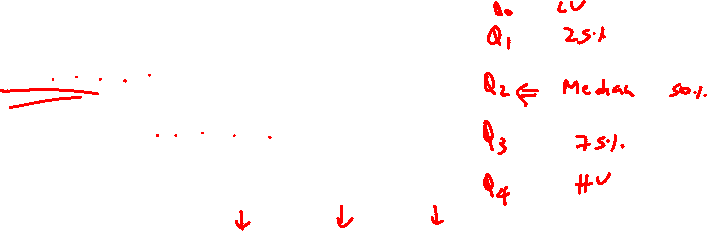 Q0 LV
Q1 25%
Q2 ⇐ Median 50%
Q3 75%
Q4 HV